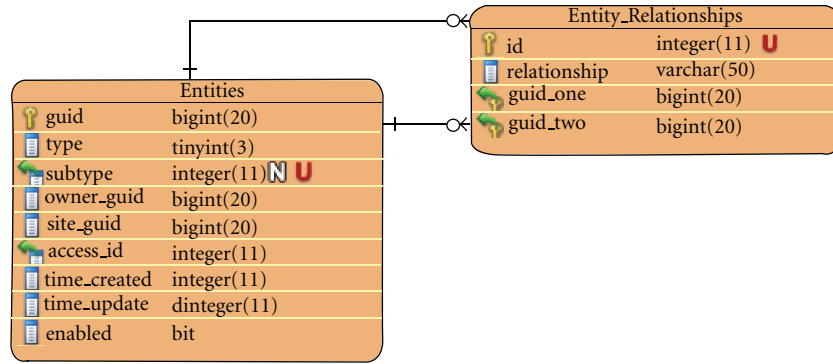 Entity_Relationships
id integer(11) U
relationship varchar(50)
guid_one bigint(20)
guid_two bigint(20)
Entities
guid bigint(20)
type tinyint(3)
subtype integer(11) N U
owner_guid bigint(20)
site_guid bigint(20)
access_id integer(11)
time_created integer(11)
time_update dinteger(11)
enabled bit